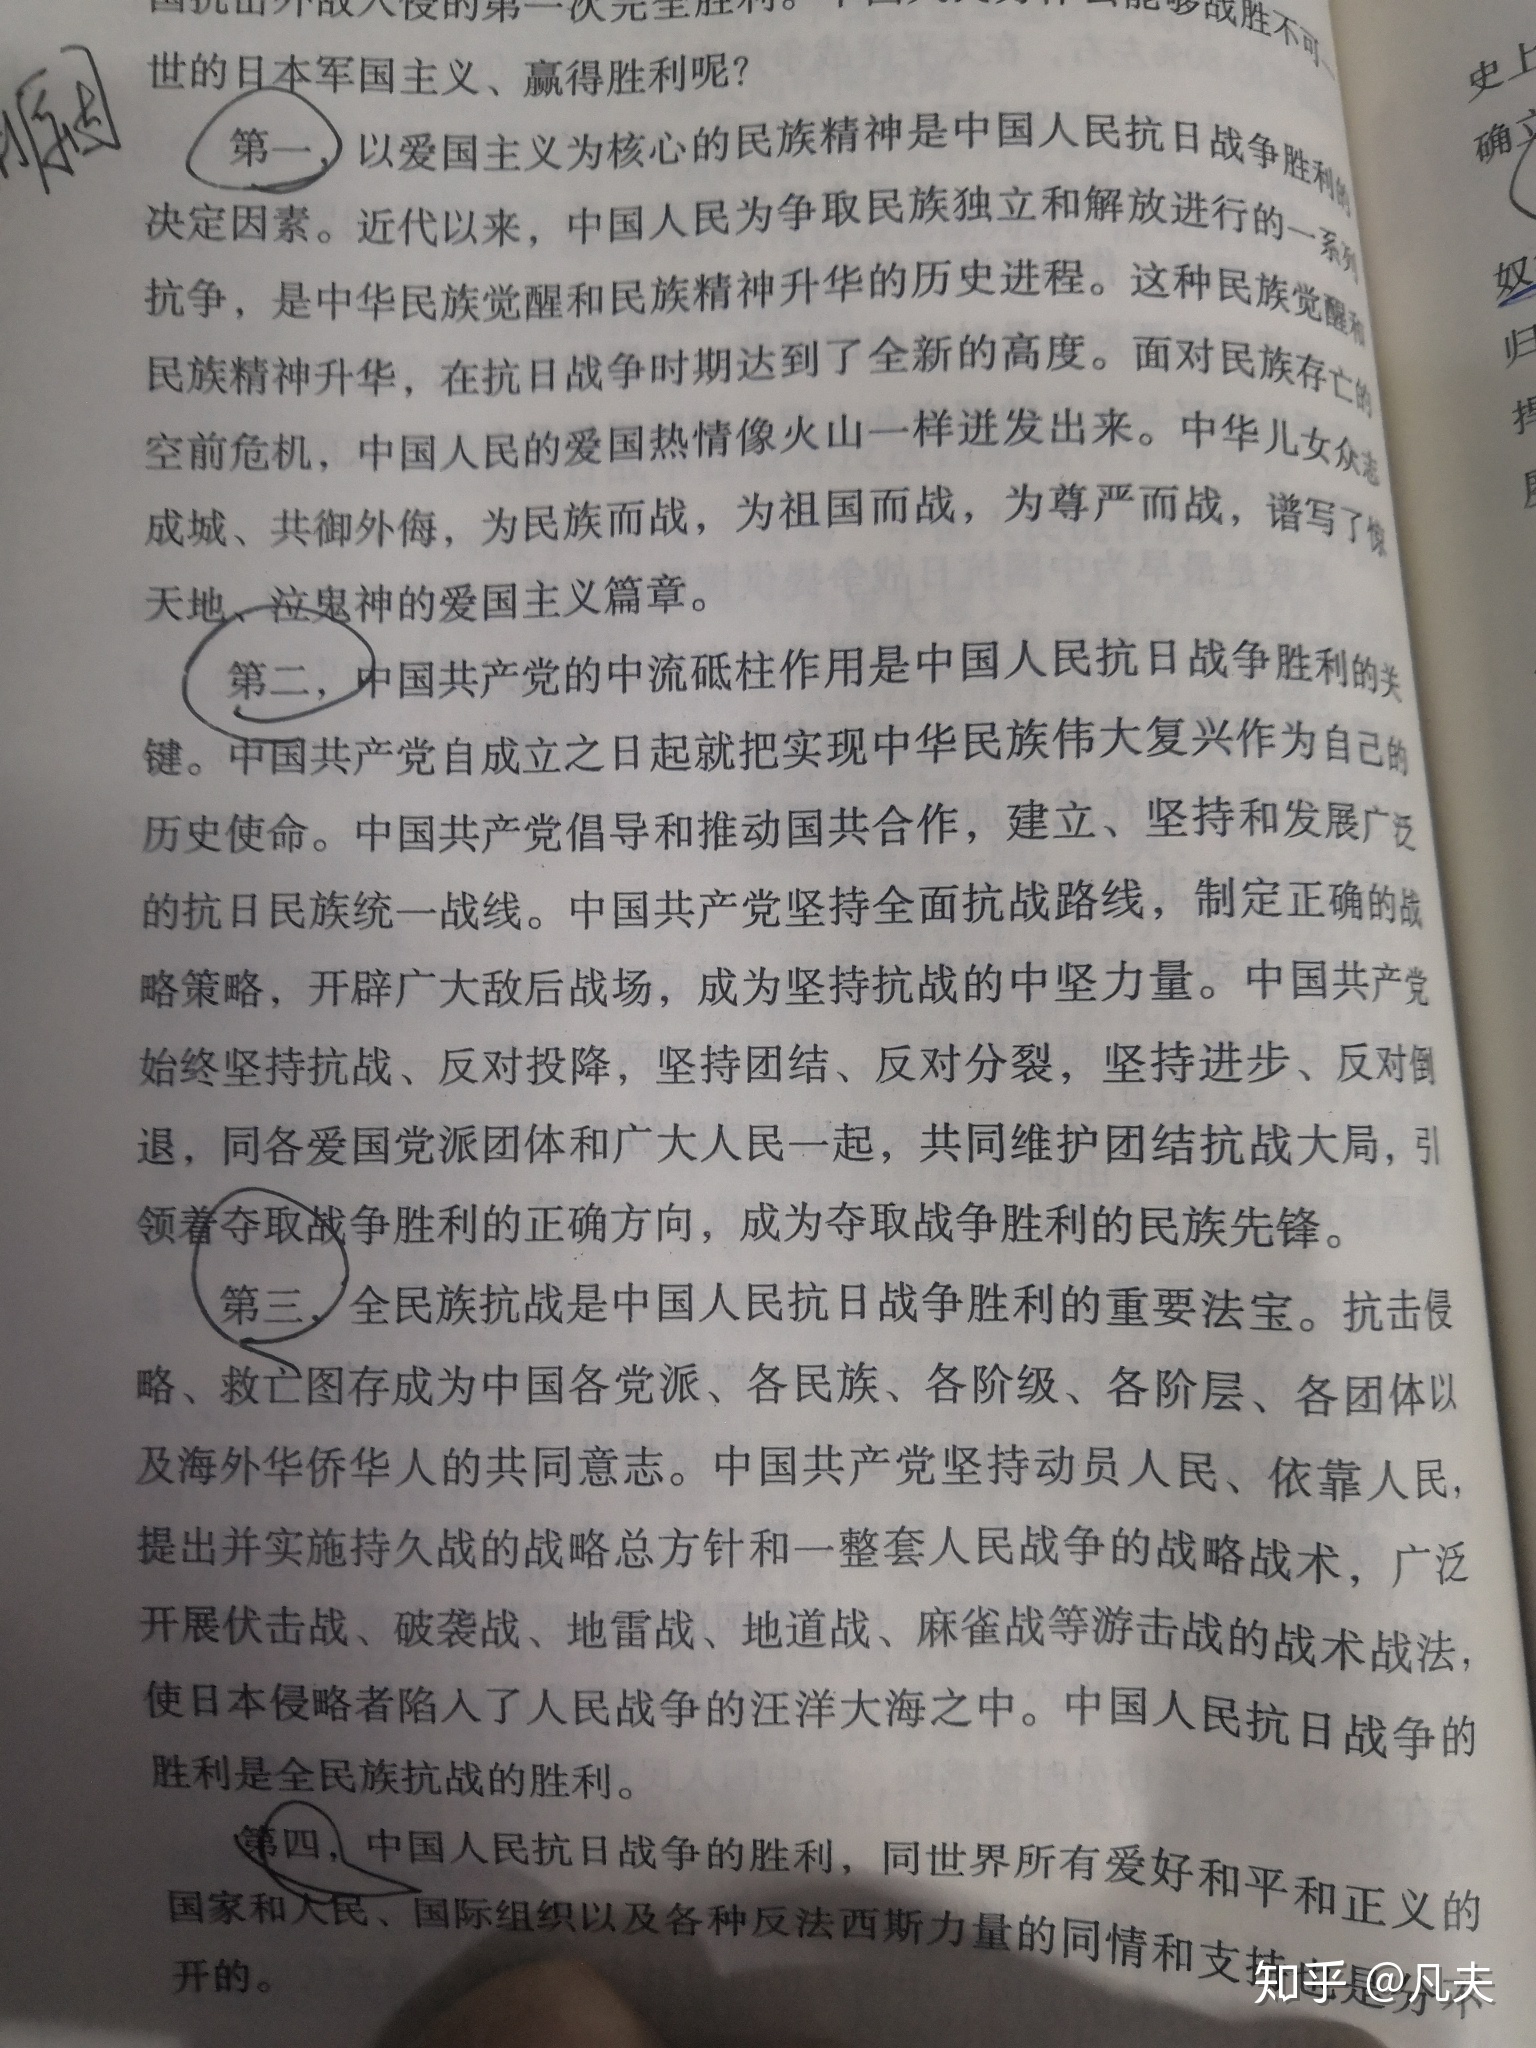 世的日本军国主义、赢得胜利呢？
第一，以爱国主义为核心的民族精神是中国人民抗日战争胜利的
决定因素。近代以来，中国人民为争取民族独立和解放进行的一系列
抗争，是中华民族觉醒和民族精神升华的历史进程。这种民族觉醒和
民族精神升华，在抗日战争时期达到了全新的高度。面对民族存亡的
空前危机，中国人民的爱国热情像火山一样迸发出来。中华儿女众志
成城、共御外侮，为民族而战，为祖国而战，为尊严而战，谱写了惊
天地、泣鬼神的爱国主义篇章。
第二，中国共产党的中流砥柱作用是中国人民抗日战争胜利的关
键。中国共产党自成立之日起就把实现中华民族伟大复兴作为自己的
历史使命。中国共产党倡导和推动国共合作，建立、坚持和发展广泛
的抗日民族统一战线。中国共产党坚持全面抗战路线，制定正确的战
略策略，开辟广大敌后战场，成为坚持抗战的中坚力量。中国共产党
始终坚持抗战、反对投降，坚持团结、反对分裂，坚持进步、反对倒
退，同各爱国党派团体和广大人民一起，共同维护团结抗战大局，引
领着夺取战争胜利的正确方向，成为夺取战争胜利的民族先锋。
第三，全民族抗战是中国人民抗日战争胜利的重要法宝。抗击侵
略、救亡图存成为中国各党派、各民族、各阶级、各阶层、各团体以
及海外华侨华人的共同意志。中国共产党坚持动员人民、依靠人民，
提出并实施持久战的战略总方针和一整套人民战争的战略战术，广泛
开展伏击战、破袭战、地雷战、地道战、麻雀战等游击战的战术战法，
使日本侵略者陷入了人民战争的汪洋大海之中。中国人民抗日战争的
胜利是全民族抗战的胜利。
第四，中国人民抗日战争的胜利，同世界所有爱好和平和正义的
国家和人民、国际组织以及各种反法西斯力量的同情和支持也是分不
开的。
史上
确立
奴
归
知乎 @凡夫